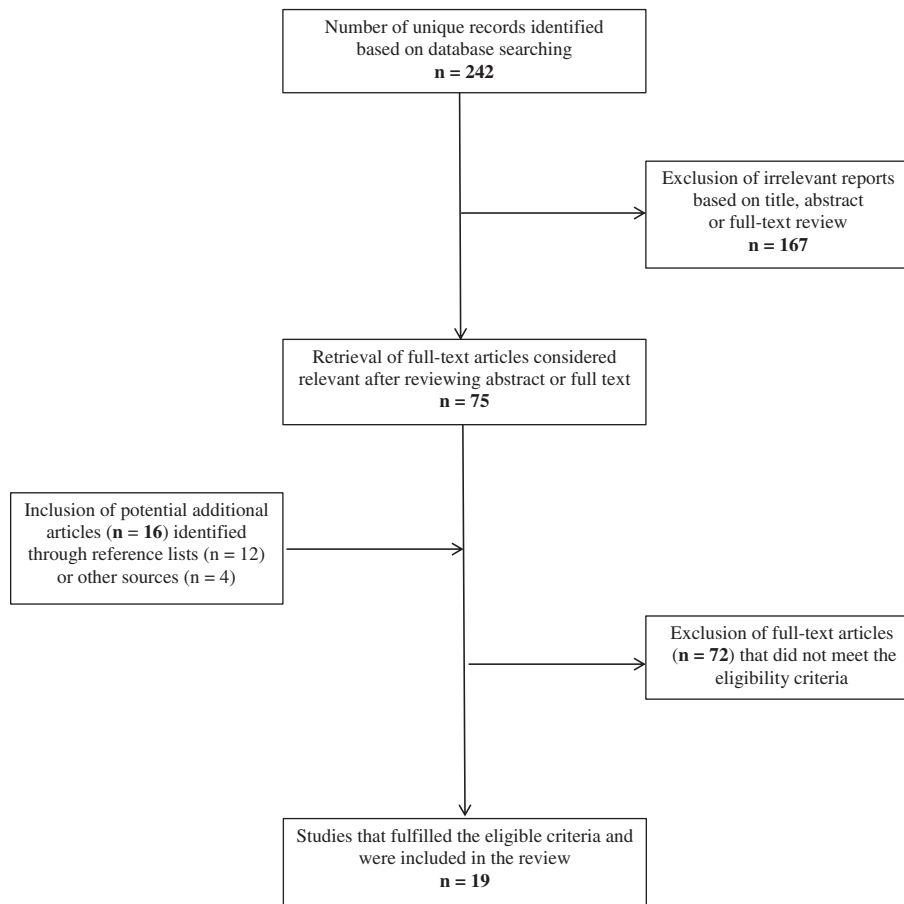 Number of unique records identified
based on database searching
n = 242
Exclusion of irrelevant reports
based on title, abstract
or full-text review
n = 167
Retrieval of full-text articles considered
relevant after reviewing abstract or full text
n = 75
Inclusion of potential additional
articles (n = 16) identified
through reference lists (n = 12)
or other sources (n = 4)
Exclusion of full-text articles
(n = 72) that did not meet the
eligibility criteria
Studies that fulfilled the eligible criteria and
were included in the review
n = 19